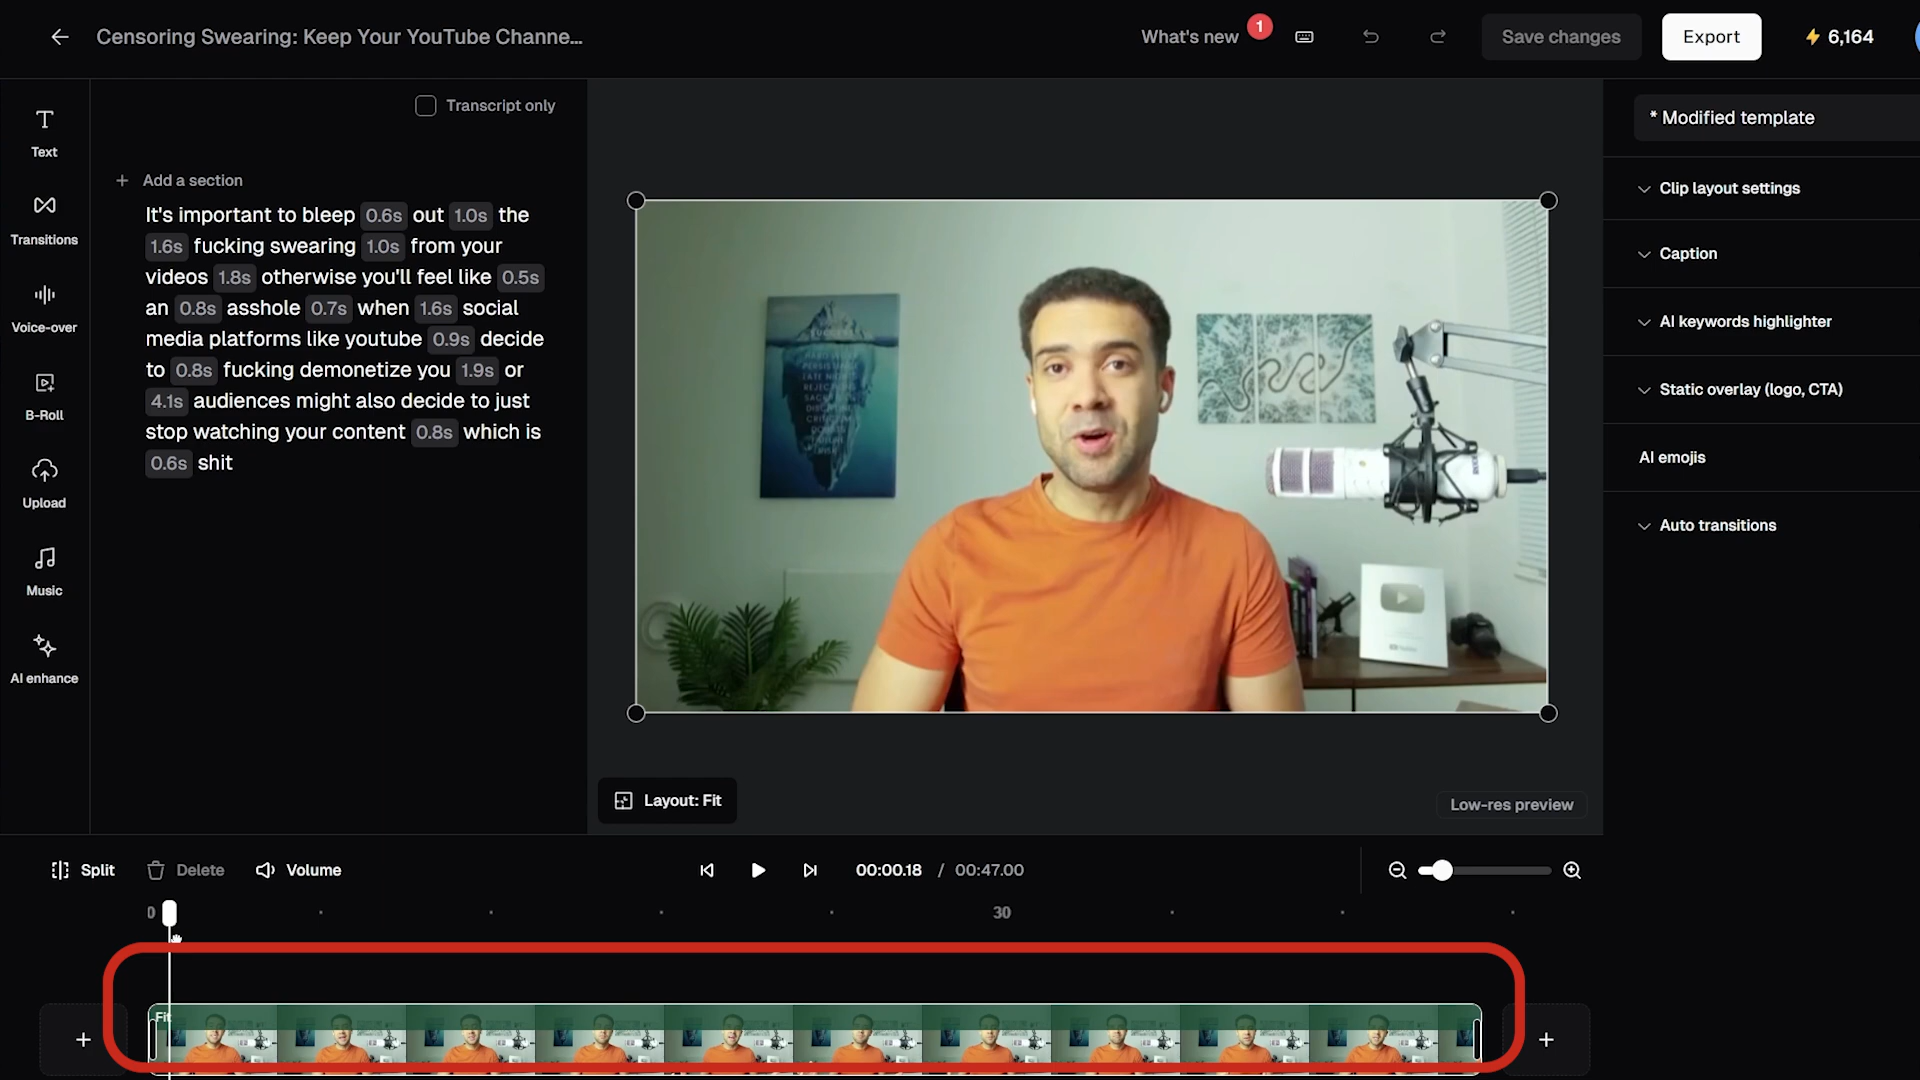 Censoring Swearing: Keep Your YouTube Channe...
What's new
1
Save changes
Export
6,164
Text
Transitions
Voice-over
B-Roll
Upload
Music
AI enhance
Transcript only
+ Add a section
It's important to bleep 0.6s out 1.0s the
1.6s fucking swearing 1.0s from your
videos 1.8s otherwise you'll feel like 0.5s
an 0.8s asshole 0.7s when 1.6s social
media platforms like youtube 0.9s decide
to 0.8s fucking demonetize you 1.9s or
4.1s audiences might also decide to just
stop watching your content 0.8s which is
0.6s shit
SUCCESS
PERSISTENCE
LATE NIGHTS
REJECTIONS
Layout: Fit
Low-res preview
* Modified template
Clip layout settings
Caption
AI keywords highlighter
Static overlay (logo, CTA)
AI emojis
Auto transitions
Split
Delete
Volume
00:00.18 / 00:47.00
0
30
Fit
+
+